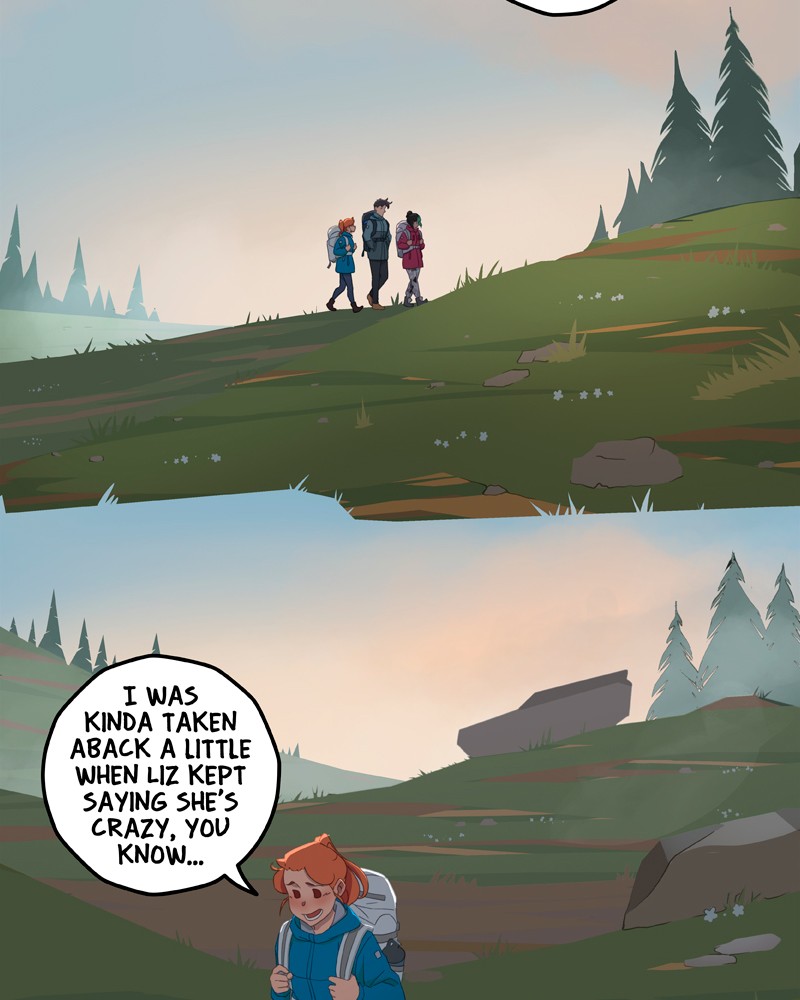 I WAS
KINDA TAKEN
ABACK A LITTLE
WHEN LIZ KEPT
SAYING SHE'S
CRAZY, YOU
KNOW...